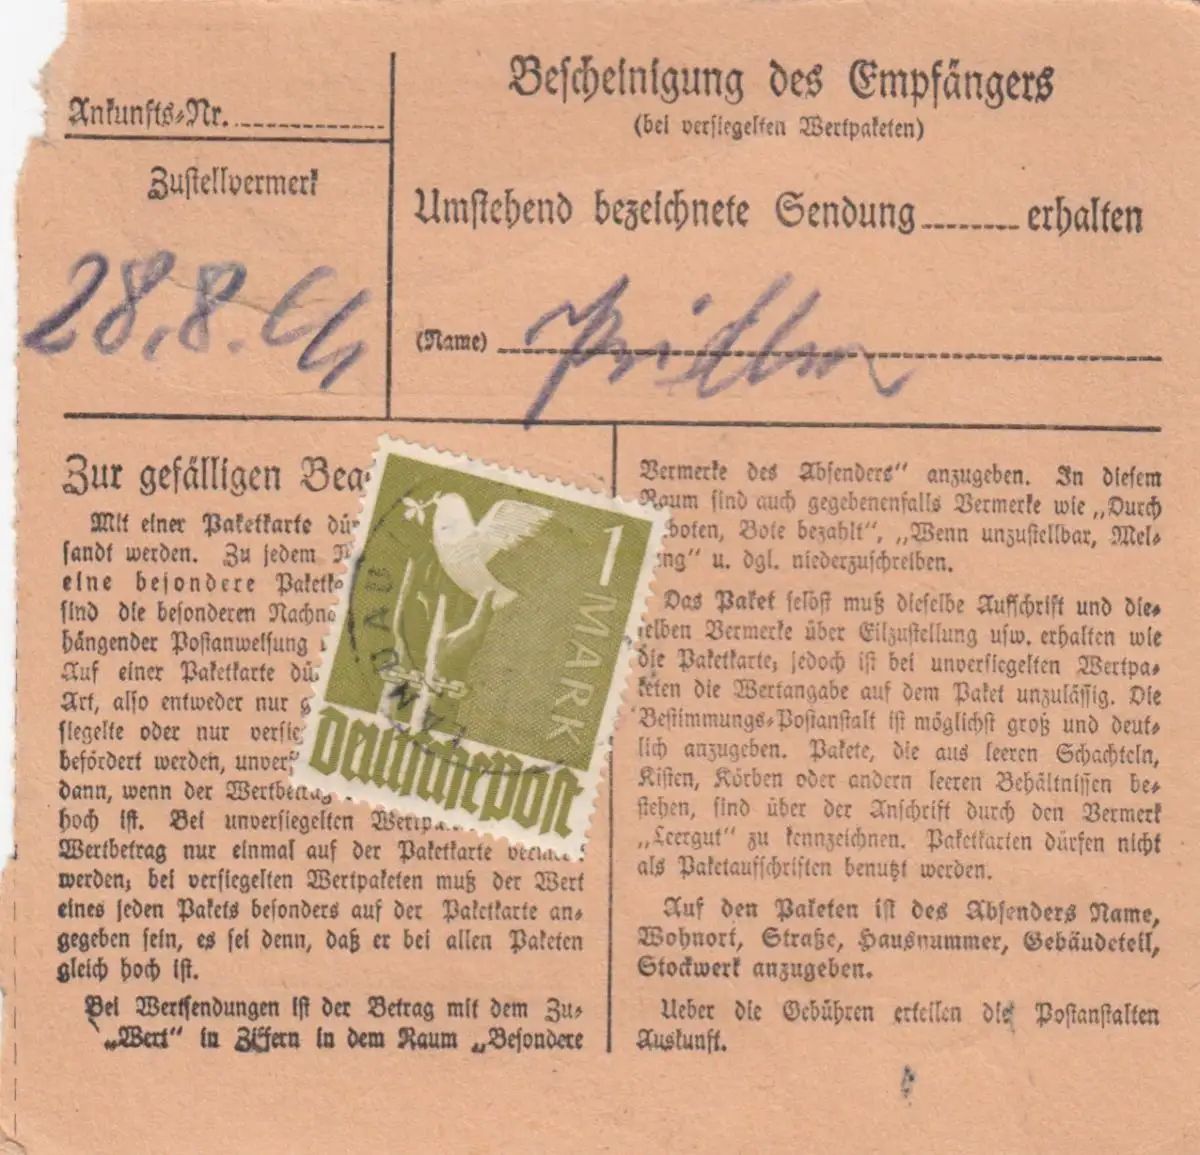 Ankunfts-Nr.
Zustellvermerk
28.8.
Bescheinigung des Empfängers
(bei versiegelten Wertpaketen)
Umstehend bezeichnete Sendung erhalten
(Name)
Zur gefälligen Bea
Mit einer Paketkarte dür
sandt werden. Zu jedem
eine besondere Paketka
sind die besonderen Nachna
hängender Postanweisung
Auf einer Paketkarte dü
Art, also entweder nur g
siegelte oder nur versie
befördert werden, unversi
dann, wenn der Wertbetrag
hoch ist. Bei unversiegelten Wertpa
Wertbetrag nur einmal auf der Paketkarte vermerkt
werden; bei versiegelten Wertpaketen muß der Wert
eines jeden Pakets besonders auf der Paketkarte an-
gegeben sein, es sei denn, daß er bei allen Paketen
gleich hoch ist.
Bei Wertsendungen ist der Betrag mit dem Zu-
„Wert“ in Ziffern in dem Raum „Besondere
1 MARK
Deutsche Post
LANDAU
Vermerke des Absenders“ anzugeben. In diesem
Raum sind auch gegebenenfalls Vermerke wie „Durch
boten, Bote bezahlt“, „Wenn unzustellbar, Mel-
ung“ u. dgl. niederzuschreiben.
Das Paket selbst muß dieselbe Aufschrift und die-
selben Vermerke über Eilzustellung usw. erhalten wie
die Paketkarte; jedoch ist bei unversiegelten Wertpa-
keten die Wertangabe auf dem Paket unzulässig. Die
Bestimmungs-Postanstalt ist möglichst groß und deut-
lich anzugeben. Pakete, die aus leeren Schachteln,
Kisten, Körben oder andern leeren Behältnissen be-
stehen, sind über der Anschrift durch den Vermerk
„Leergut“ zu kennzeichnen. Paketkarten dürfen nicht
als Paketaufschriften benutzt werden.
Auf den Paketen ist des Absenders Name,
Wohnort, Straße, Hausnummer, Gebäudeteil,
Stockwerk anzugeben.
Ueber die Gebühren erteilen die Postanstalten
Auskunft.